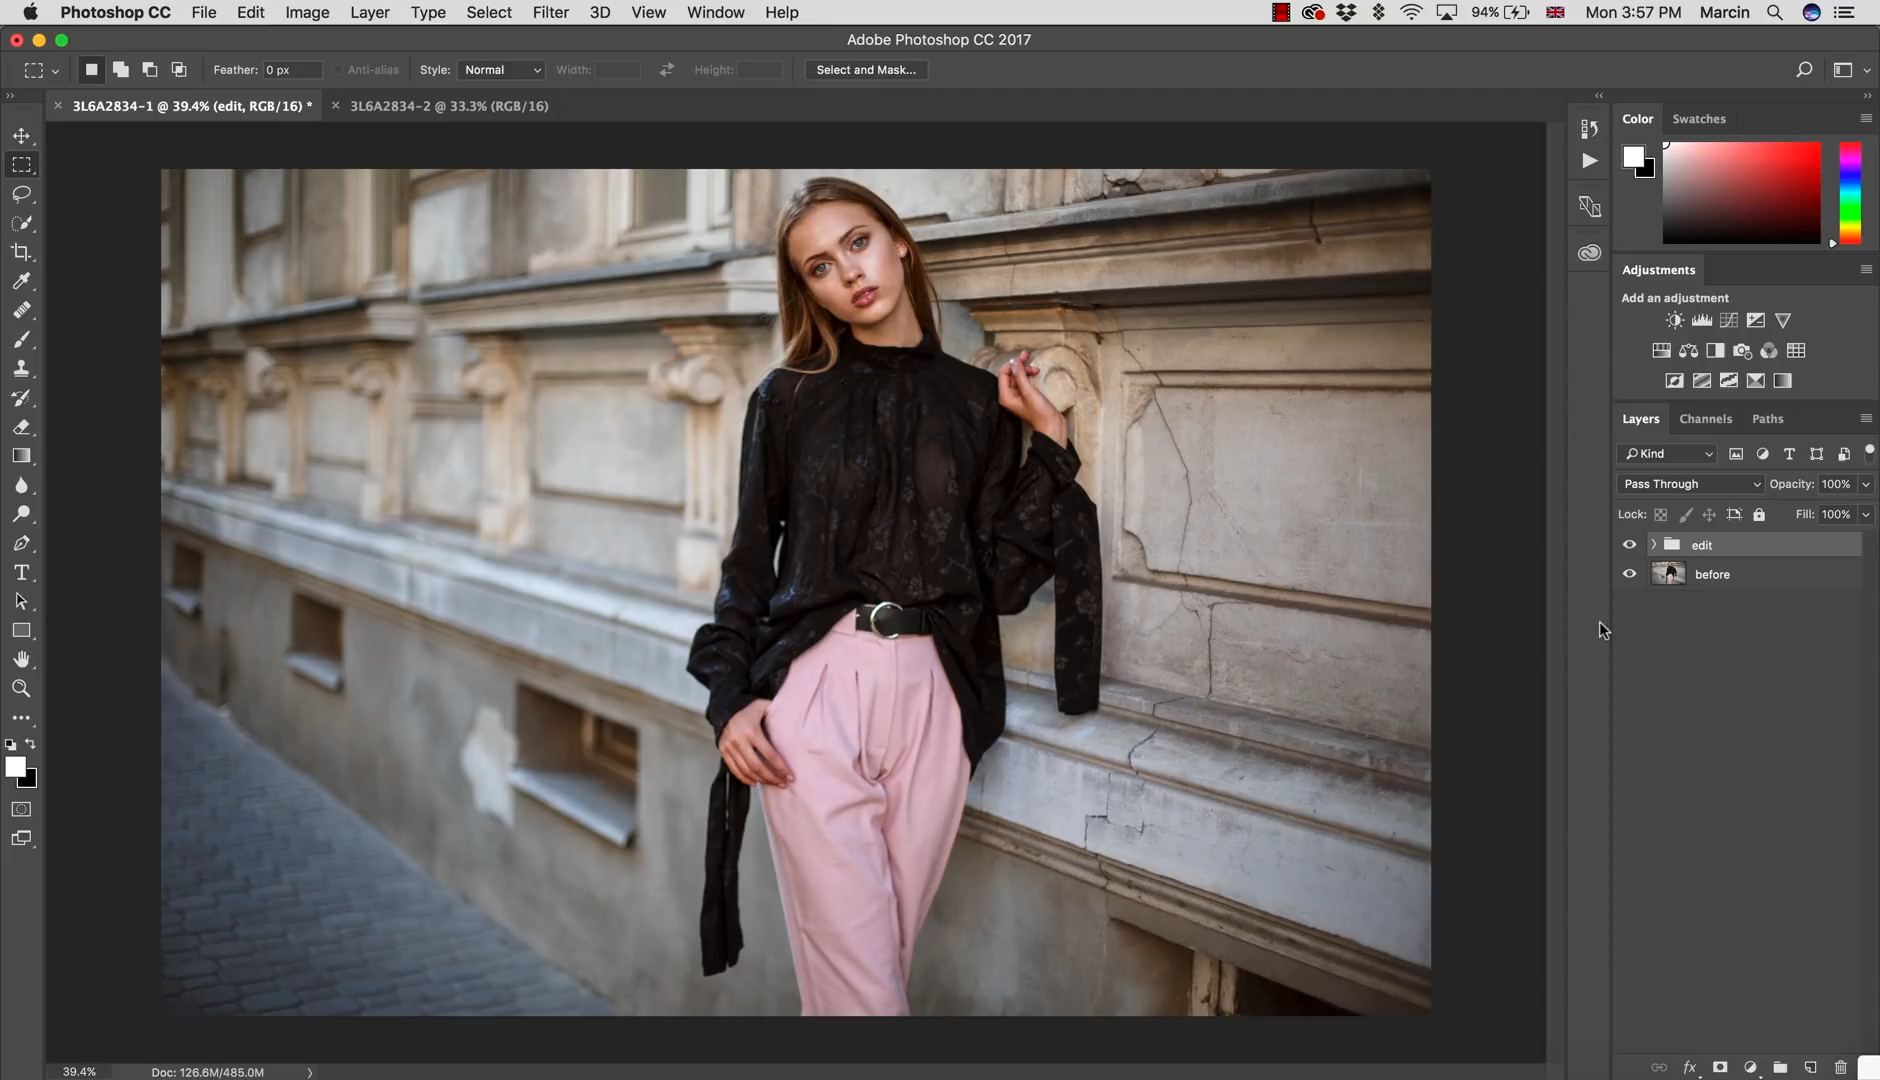 Photoshop CC File Edit Image Layer Type Select Filter 3D View Window Help 94% Mon 3:57 PM Marcin
Adobe Photoshop CC 2017
Feather: 0 px Anti-alias Style: Normal Width: Height: Select and Mask...
3L6A2834-1 @ 39.4% (edit, RGB/16) * 3L6A2834-2 @ 33.3% (RGB/16)
Color Swatches
Adjustments
Add an adjustment
Layers Channels Paths
Kind
Pass Through Opacity: 100%
Lock: Fill: 100%
edit
before
39.4% Doc: 126.6M/485.0M